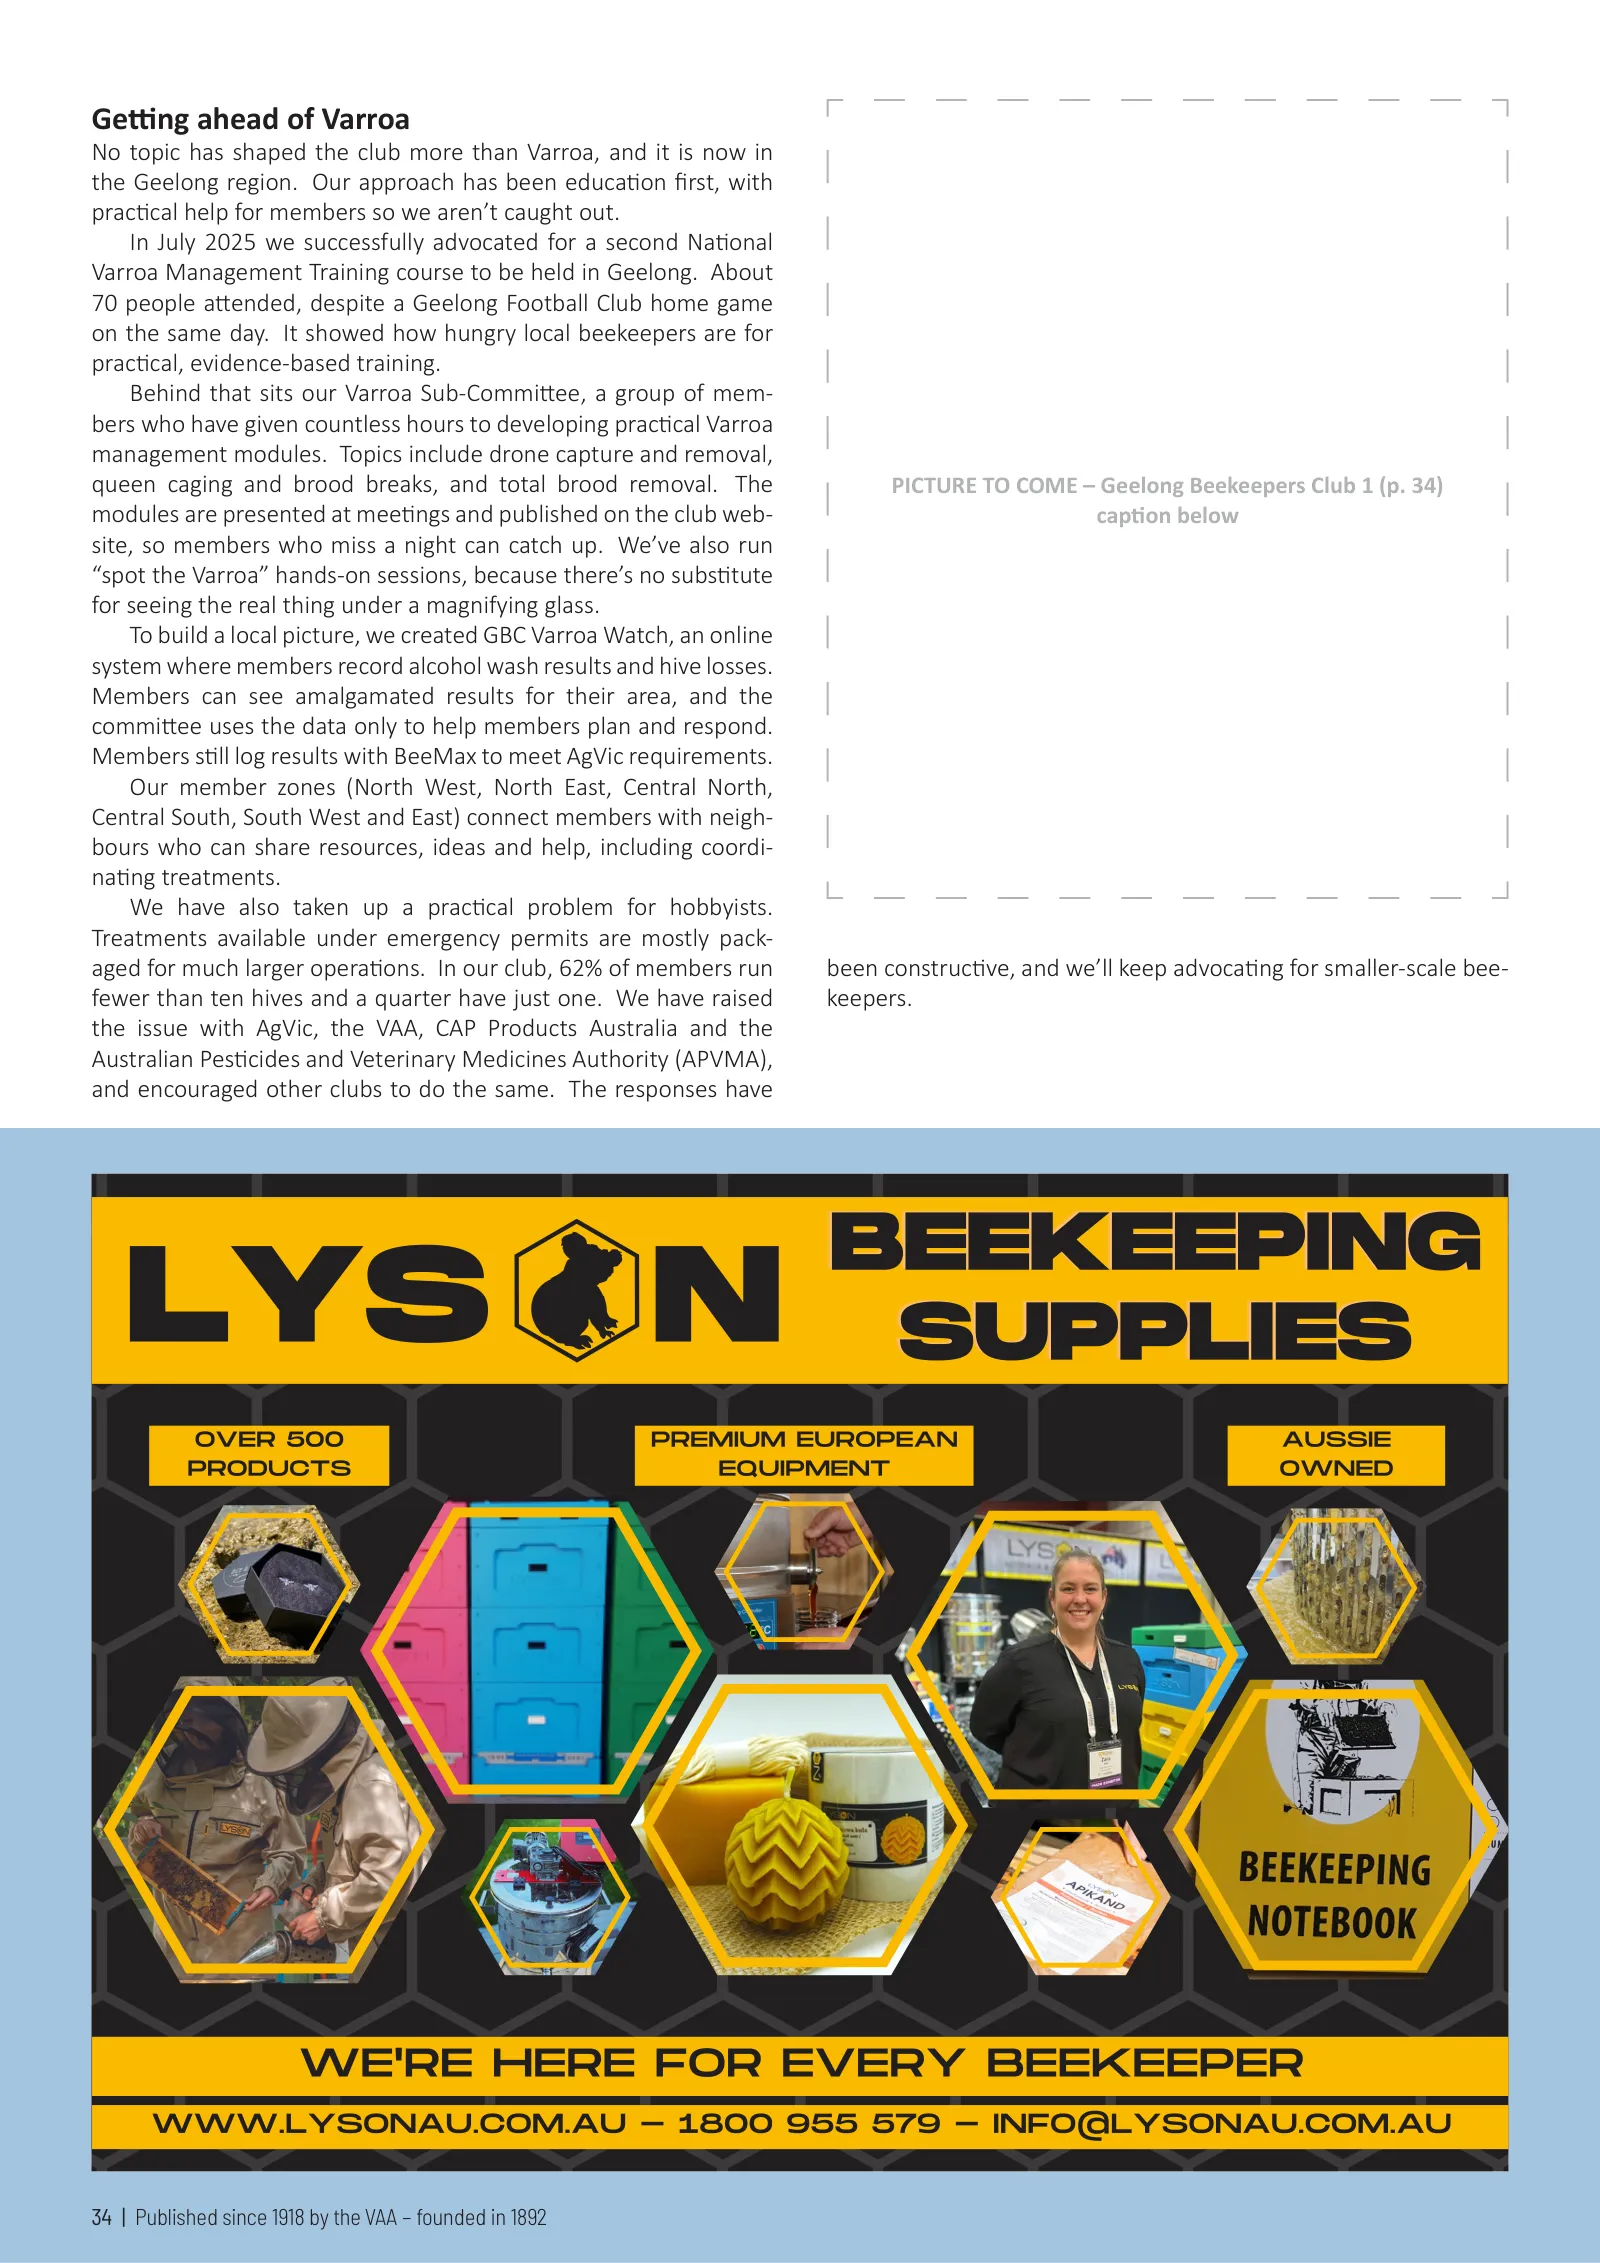 Getting ahead of Varroa
No topic has shaped the club more than Varroa, and it is now in
the Geelong region.  Our approach has been education first, with
practical help for members so we aren’t caught out.
In July 2025 we successfully advocated for a second National
Varroa Management Training course to be held in Geelong.  About
70 people attended, despite a Geelong Football Club home game
on the same day.  It showed how hungry local beekeepers are for
practical, evidence-based training.
Behind that sits our Varroa Sub-Committee, a group of mem-
bers who have given countless hours to developing practical Varroa
management modules.  Topics include drone capture and removal,
queen caging and brood breaks, and total brood removal.  The
modules are presented at meetings and published on the club web-
site, so members who miss a night can catch up.  We’ve also run
“spot the Varroa” hands-on sessions, because there’s no substitute
for seeing the real thing under a magnifying glass.
To build a local picture, we created GBC Varroa Watch, an online
system where members record alcohol wash results and hive losses.
Members can see amalgamated results for their area, and the
committee uses the data only to help members plan and respond.
Members still log results with BeeMax to meet AgVic requirements.
Our member zones (North West, North East, Central North,
Central South, South West and East) connect members with neigh-
bours who can share resources, ideas and help, including coordi-
nating treatments.
We have also taken up a practical problem for hobbyists.
Treatments available under emergency permits are mostly pack-
aged for much larger operations.  In our club, 62% of members run
fewer than ten hives and a quarter have just one.  We have raised
the issue with AgVic, the VAA, CAP Products Australia and the
Australian Pesticides and Veterinary Medicines Authority (APVMA),
and encouraged other clubs to do the same.  The responses have
PICTURE TO COME – Geelong Beekeepers Club 1 (p. 34)
caption below
been constructive, and we’ll keep advocating for smaller-scale bee-
keepers.
LYSON
BEEKEEPING
SUPPLIES
OVER 500
PRODUCTS
PREMIUM EUROPEAN
EQUIPMENT
AUSSIE
OWNED
LYSON
LYSON
LYSON
APIKAND
BEEKEEPING
NOTEBOOK
WE'RE HERE FOR EVERY BEEKEEPER
WWW.LYSONAU.COM.AU – 1800 955 579 – INFO@LYSONAU.COM.AU
34 | Published since 1918 by the VAA – founded in 1892